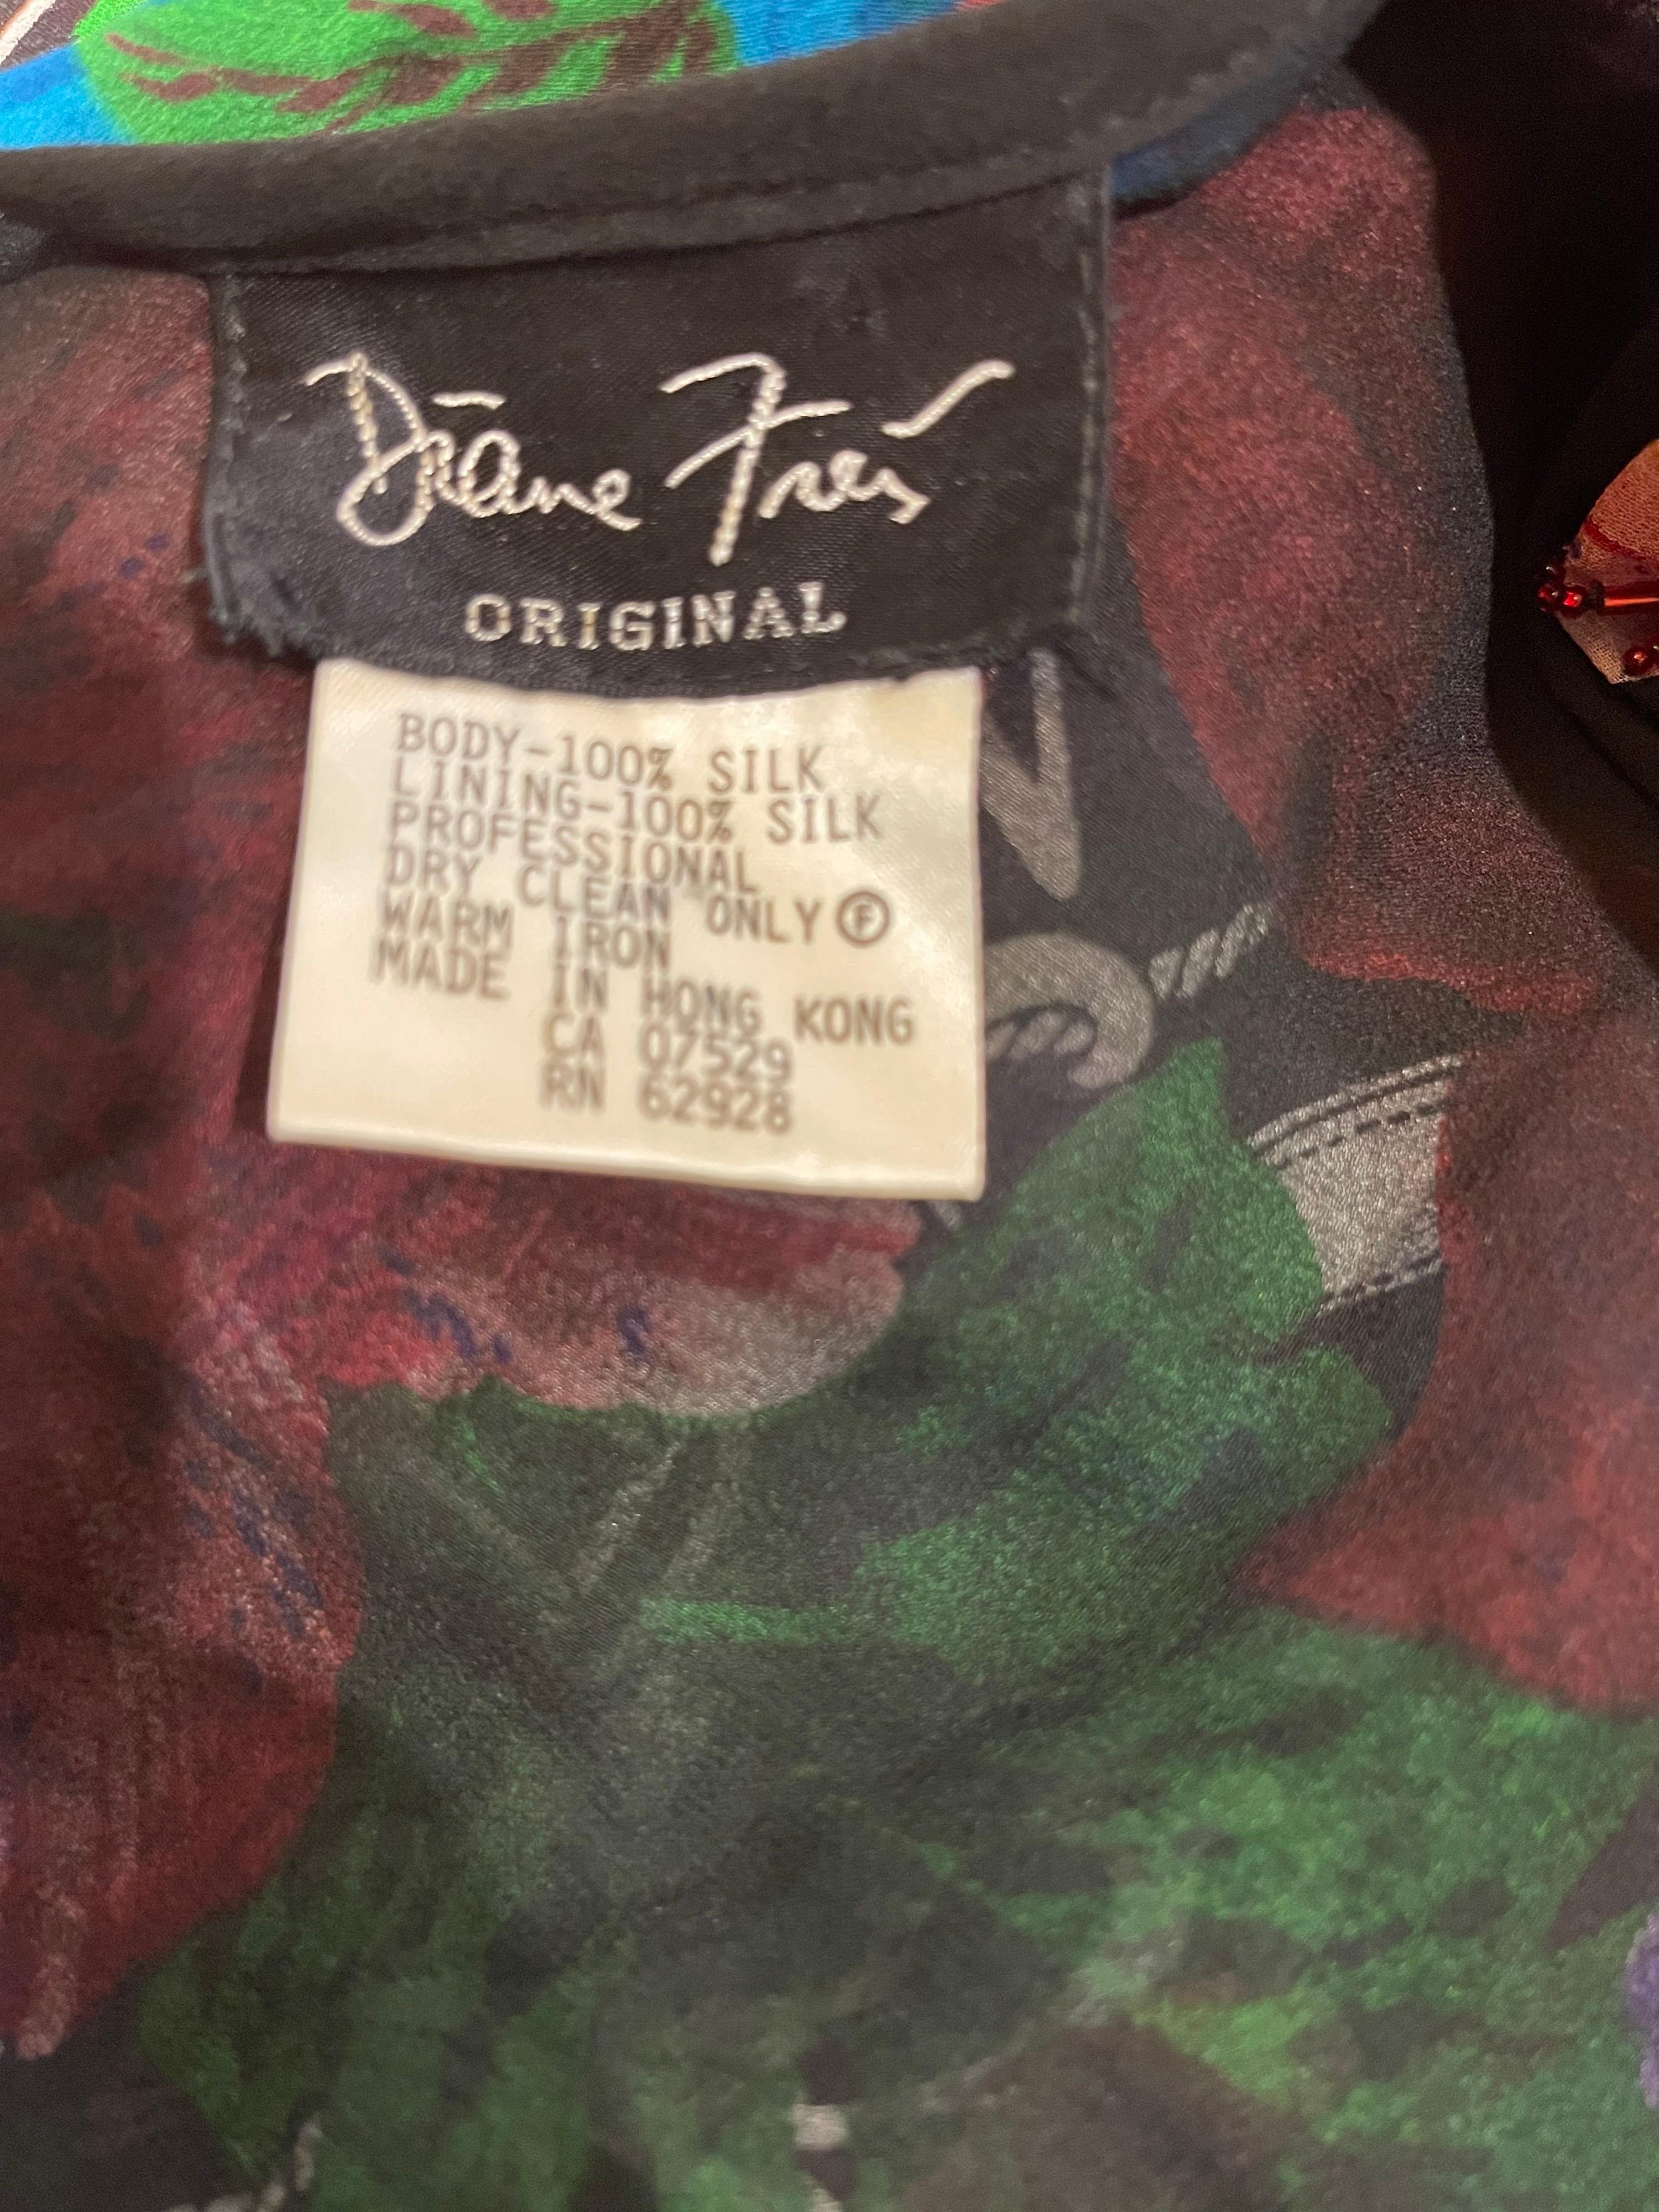 Diane Freis
ORIGINAL
BODY-100% SILK
LINING-100% SILK
PROFESSIONAL
DRY CLEAN ONLY Ⓕ
WARM IRON
MADE IN HONG KONG
CA 07529
RN 62928